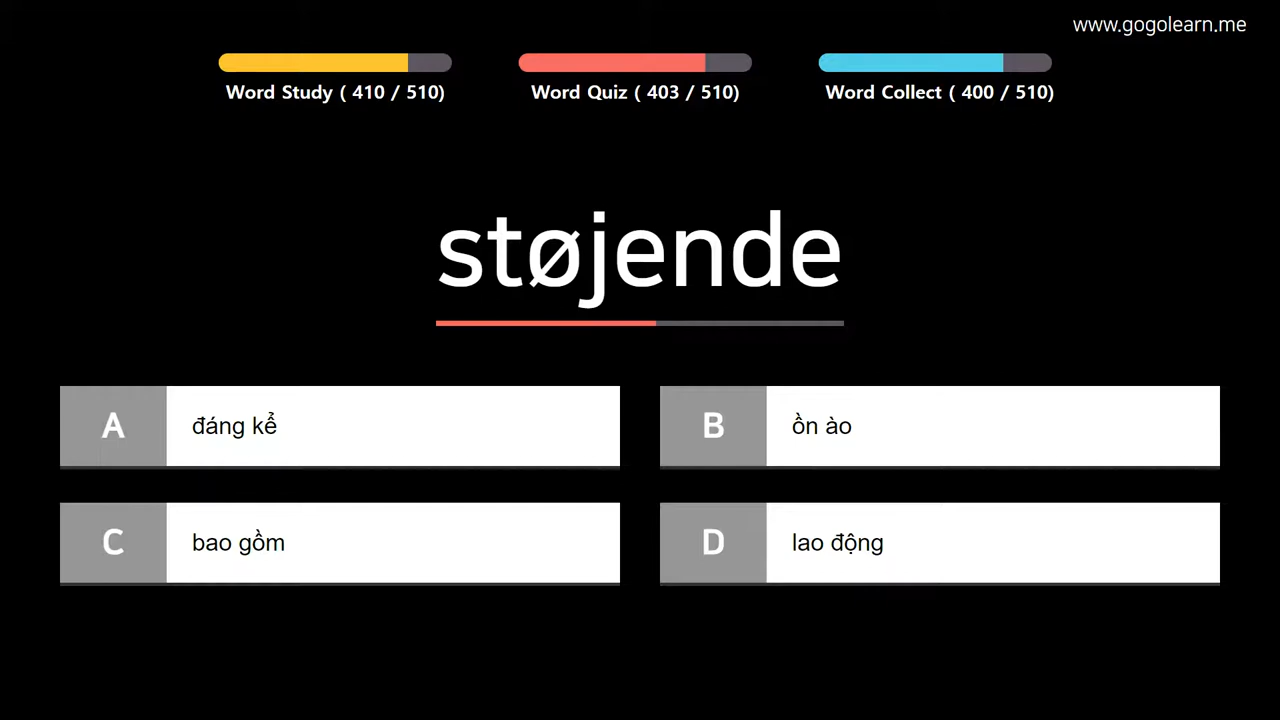 www.gogolearn.me
Word Study ( 410 / 510)
Word Quiz ( 403 / 510)
Word Collect ( 400 / 510)
støjende
A đáng kể
B ồn ào
C bao gồm
D lao động